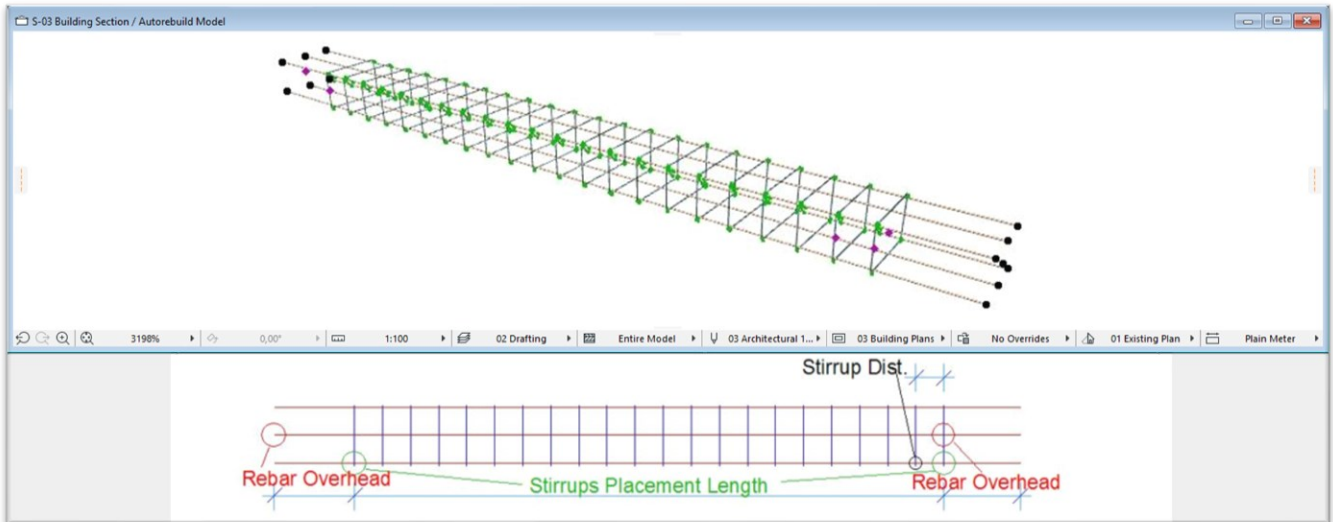 S-03 Building Section / Autorebuild Model
3198% 0,00° 1:100 02 Drafting Entire Model 03 Architectural 1... 03 Building Plans No Overrides 01 Existing Plan Plain Meter
Stirrup Dist.
Rebar Overhead
Stirrups Placement Length
Rebar Overhead